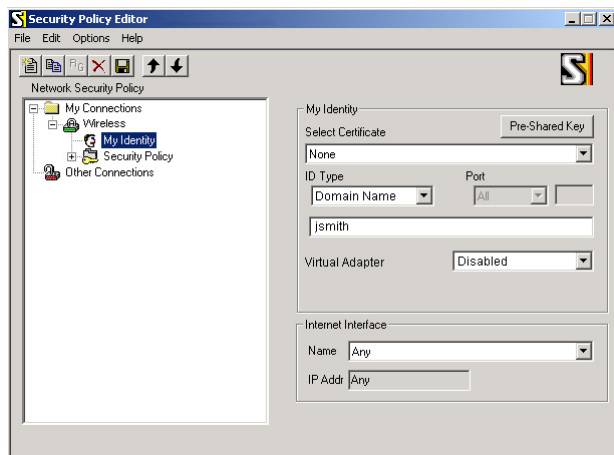 Security Policy Editor
File Edit Options Help
Network Security Policy
My Connections
Wireless
My Identity
Security Policy
Other Connections
My Identity
Select Certificate
Pre-Shared Key
None
ID Type Port
Domain Name All
jsmith
Virtual Adapter Disabled
Internet Interface
Name Any
IP Addr Any